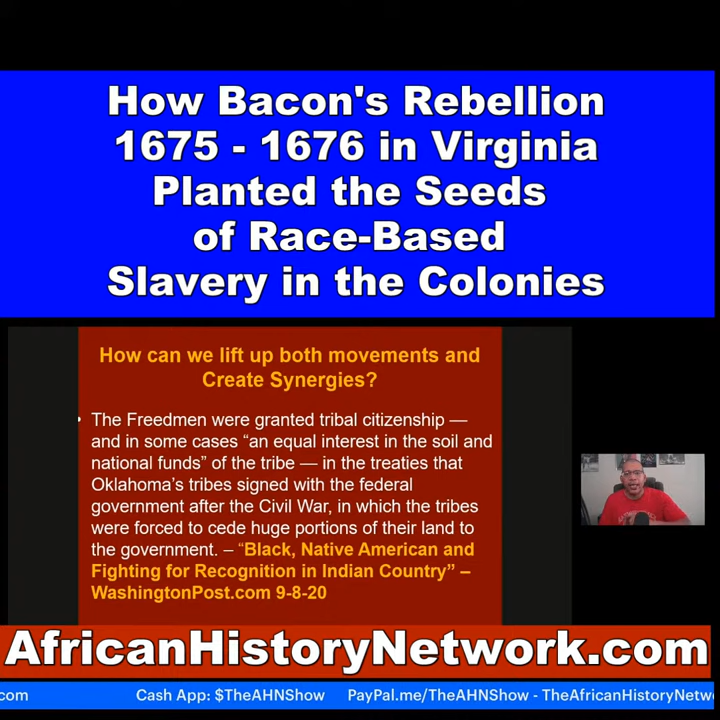 How Bacon's Rebellion
1675 - 1676 in Virginia
Planted the Seeds
of Race-Based
Slavery in the Colonies
How can we lift up both movements and
Create Synergies?
• The Freedmen were granted tribal citizenship —
and in some cases “an equal interest in the soil and
national funds” of the tribe — in the treaties that
Oklahoma’s tribes signed with the federal
government after the Civil War, in which the tribes
were forced to cede huge portions of their land to
the government. – “Black, Native American and
Fighting for Recognition in Indian Country” –
WashingtonPost.com 9-8-20
AfricanHistoryNetwork.com
.com Cash App: $TheAHNShow PayPal.me/TheAHNShow - TheAfricanHistoryNetw